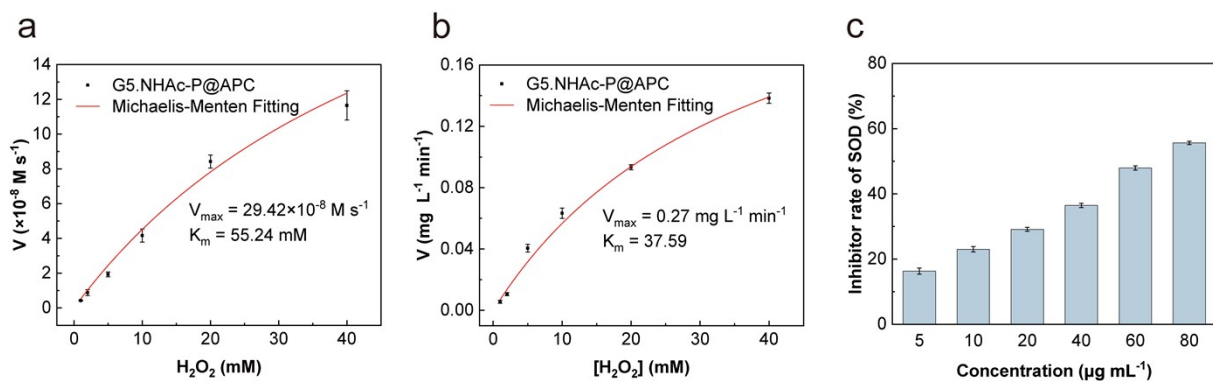 a
14
12
10
8
6
4
2
0
V (×10⁻⁸ M s⁻¹)
G5.NHAc-P@APC
Michaelis-Menten Fitting
Vmax = 29.42×10⁻⁸ M s⁻¹
Km = 55.24 mM
0 10 20 30 40
H₂O₂ (mM)
b
0.16
0.12
0.08
0.04
0.00
V (mg L⁻¹ min⁻¹)
G5.NHAc-P@APC
Michaelis-Menten Fitting
Vmax = 0.27 mg L⁻¹ min⁻¹
Km = 37.59
0 10 20 30 40
[H₂O₂] (mM)
c
80
60
40
20
0
Inhibitor rate of SOD (%)
5 10 20 40 60 80
Concentration (μg mL⁻¹)